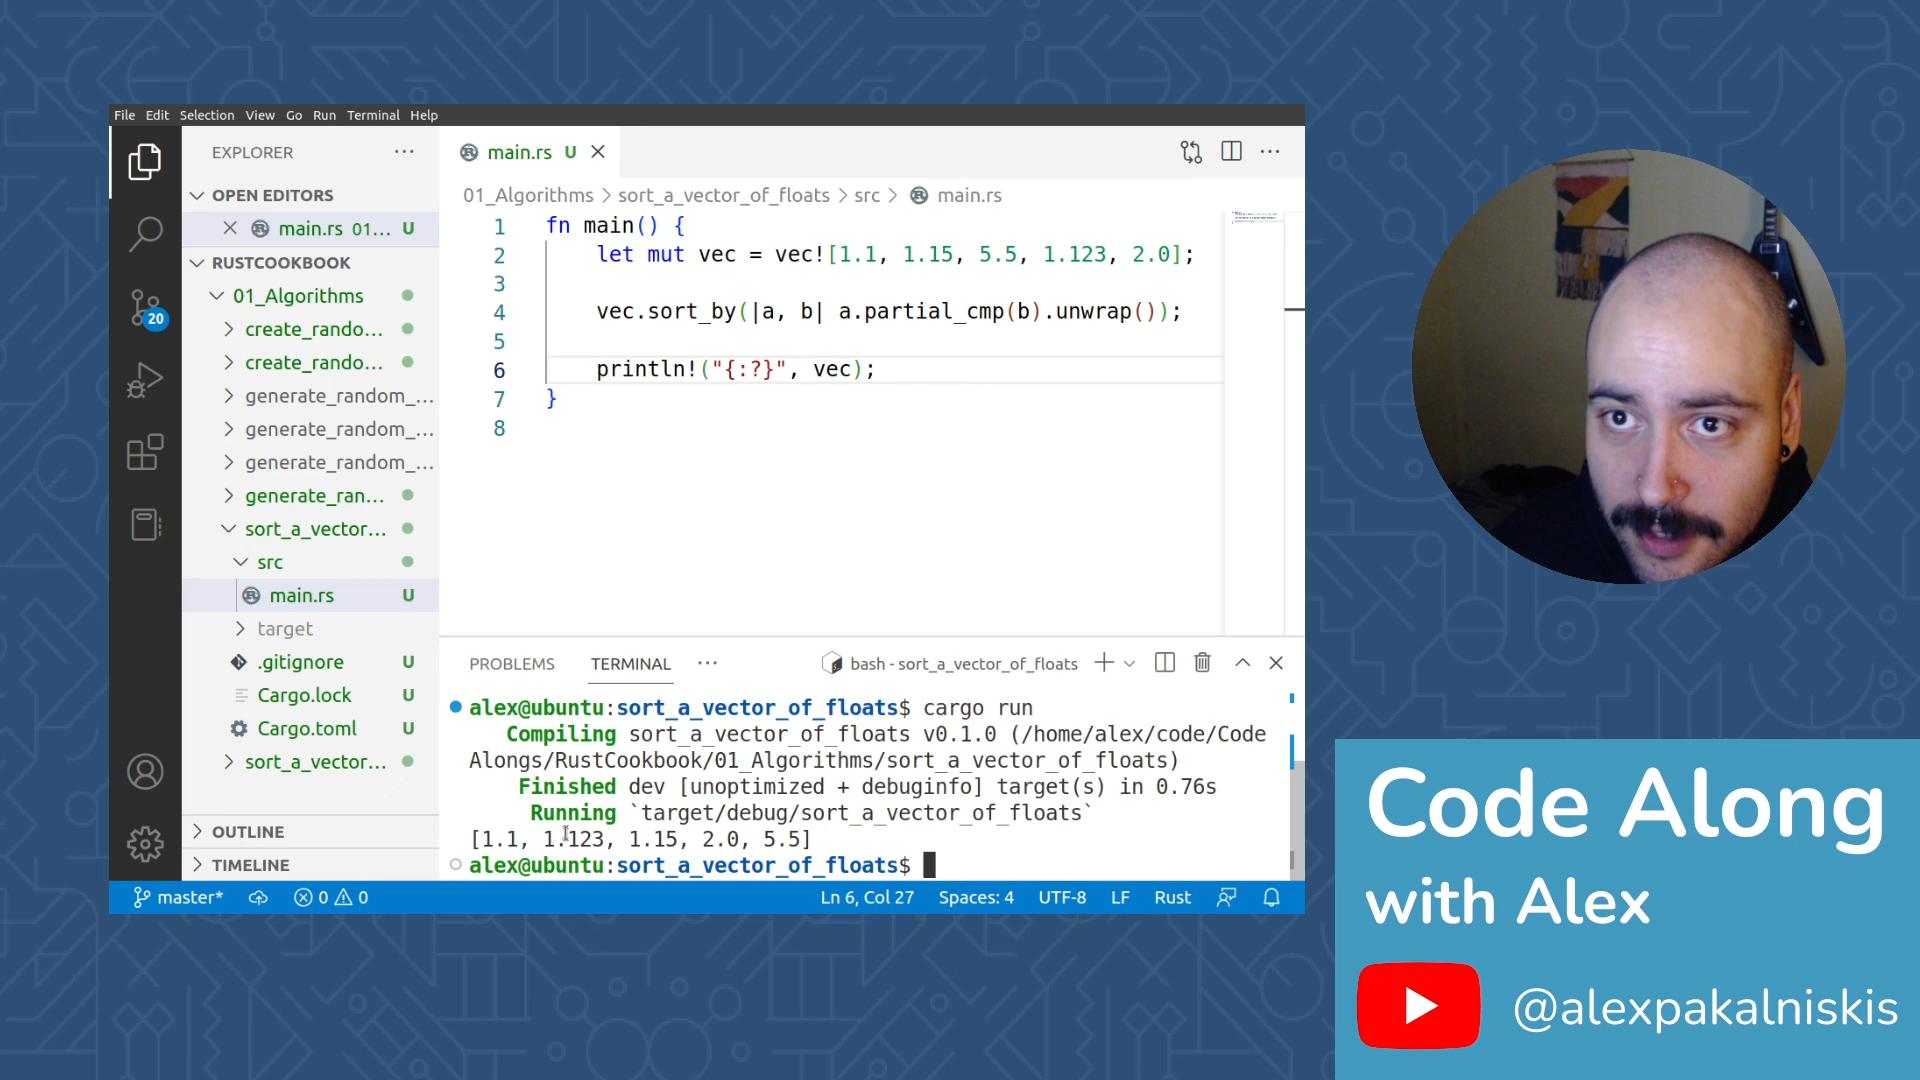 File Edit Selection View Go Run Terminal Help
EXPLORER
OPEN EDITORS
main.rs 01... U
RUSTCOOKBOOK
01_Algorithms
create_rando...
create_rando...
generate_random_...
generate_random_...
generate_random_...
generate_ran...
sort_a_vector...
src
main.rs U
target
.gitignore U
Cargo.lock U
Cargo.toml U
sort_a_vector...
OUTLINE
TIMELINE
20
main.rs U
01_Algorithms > sort_a_vector_of_floats > src > main.rs
1 fn main() {
2 let mut vec = vec![1.1, 1.15, 5.5, 1.123, 2.0];
3
4 vec.sort_by(|a, b| a.partial_cmp(b).unwrap());
5
6 println!("{:?}", vec);
7 }
8
PROBLEMS TERMINAL bash - sort_a_vector_of_floats
alex@ubuntu:sort_a_vector_of_floats$ cargo run
Compiling sort_a_vector_of_floats v0.1.0 (/home/alex/code/Code
Alongs/RustCookbook/01_Algorithms/sort_a_vector_of_floats)
Finished dev [unoptimized + debuginfo] target(s) in 0.76s
Running `target/debug/sort_a_vector_of_floats`
[1.1, 1.123, 1.15, 2.0, 5.5]
alex@ubuntu:sort_a_vector_of_floats$
master* 0 0 Ln 6, Col 27 Spaces: 4 UTF-8 LF Rust
Code Along
with Alex
@alexpakalniskis